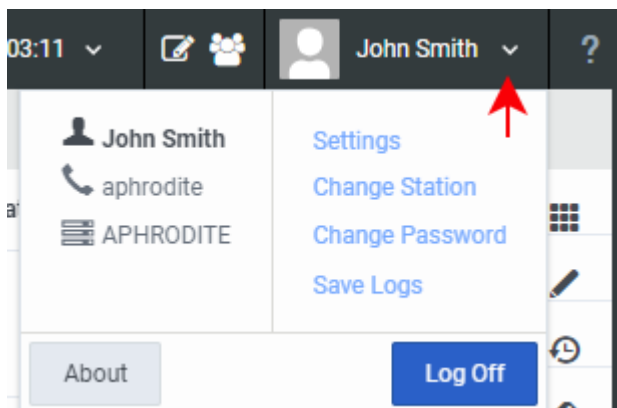 03:11 John Smith ?
John Smith
aphrodite
APHRODITE
Settings
Change Station
Change Password
Save Logs
About Log Off